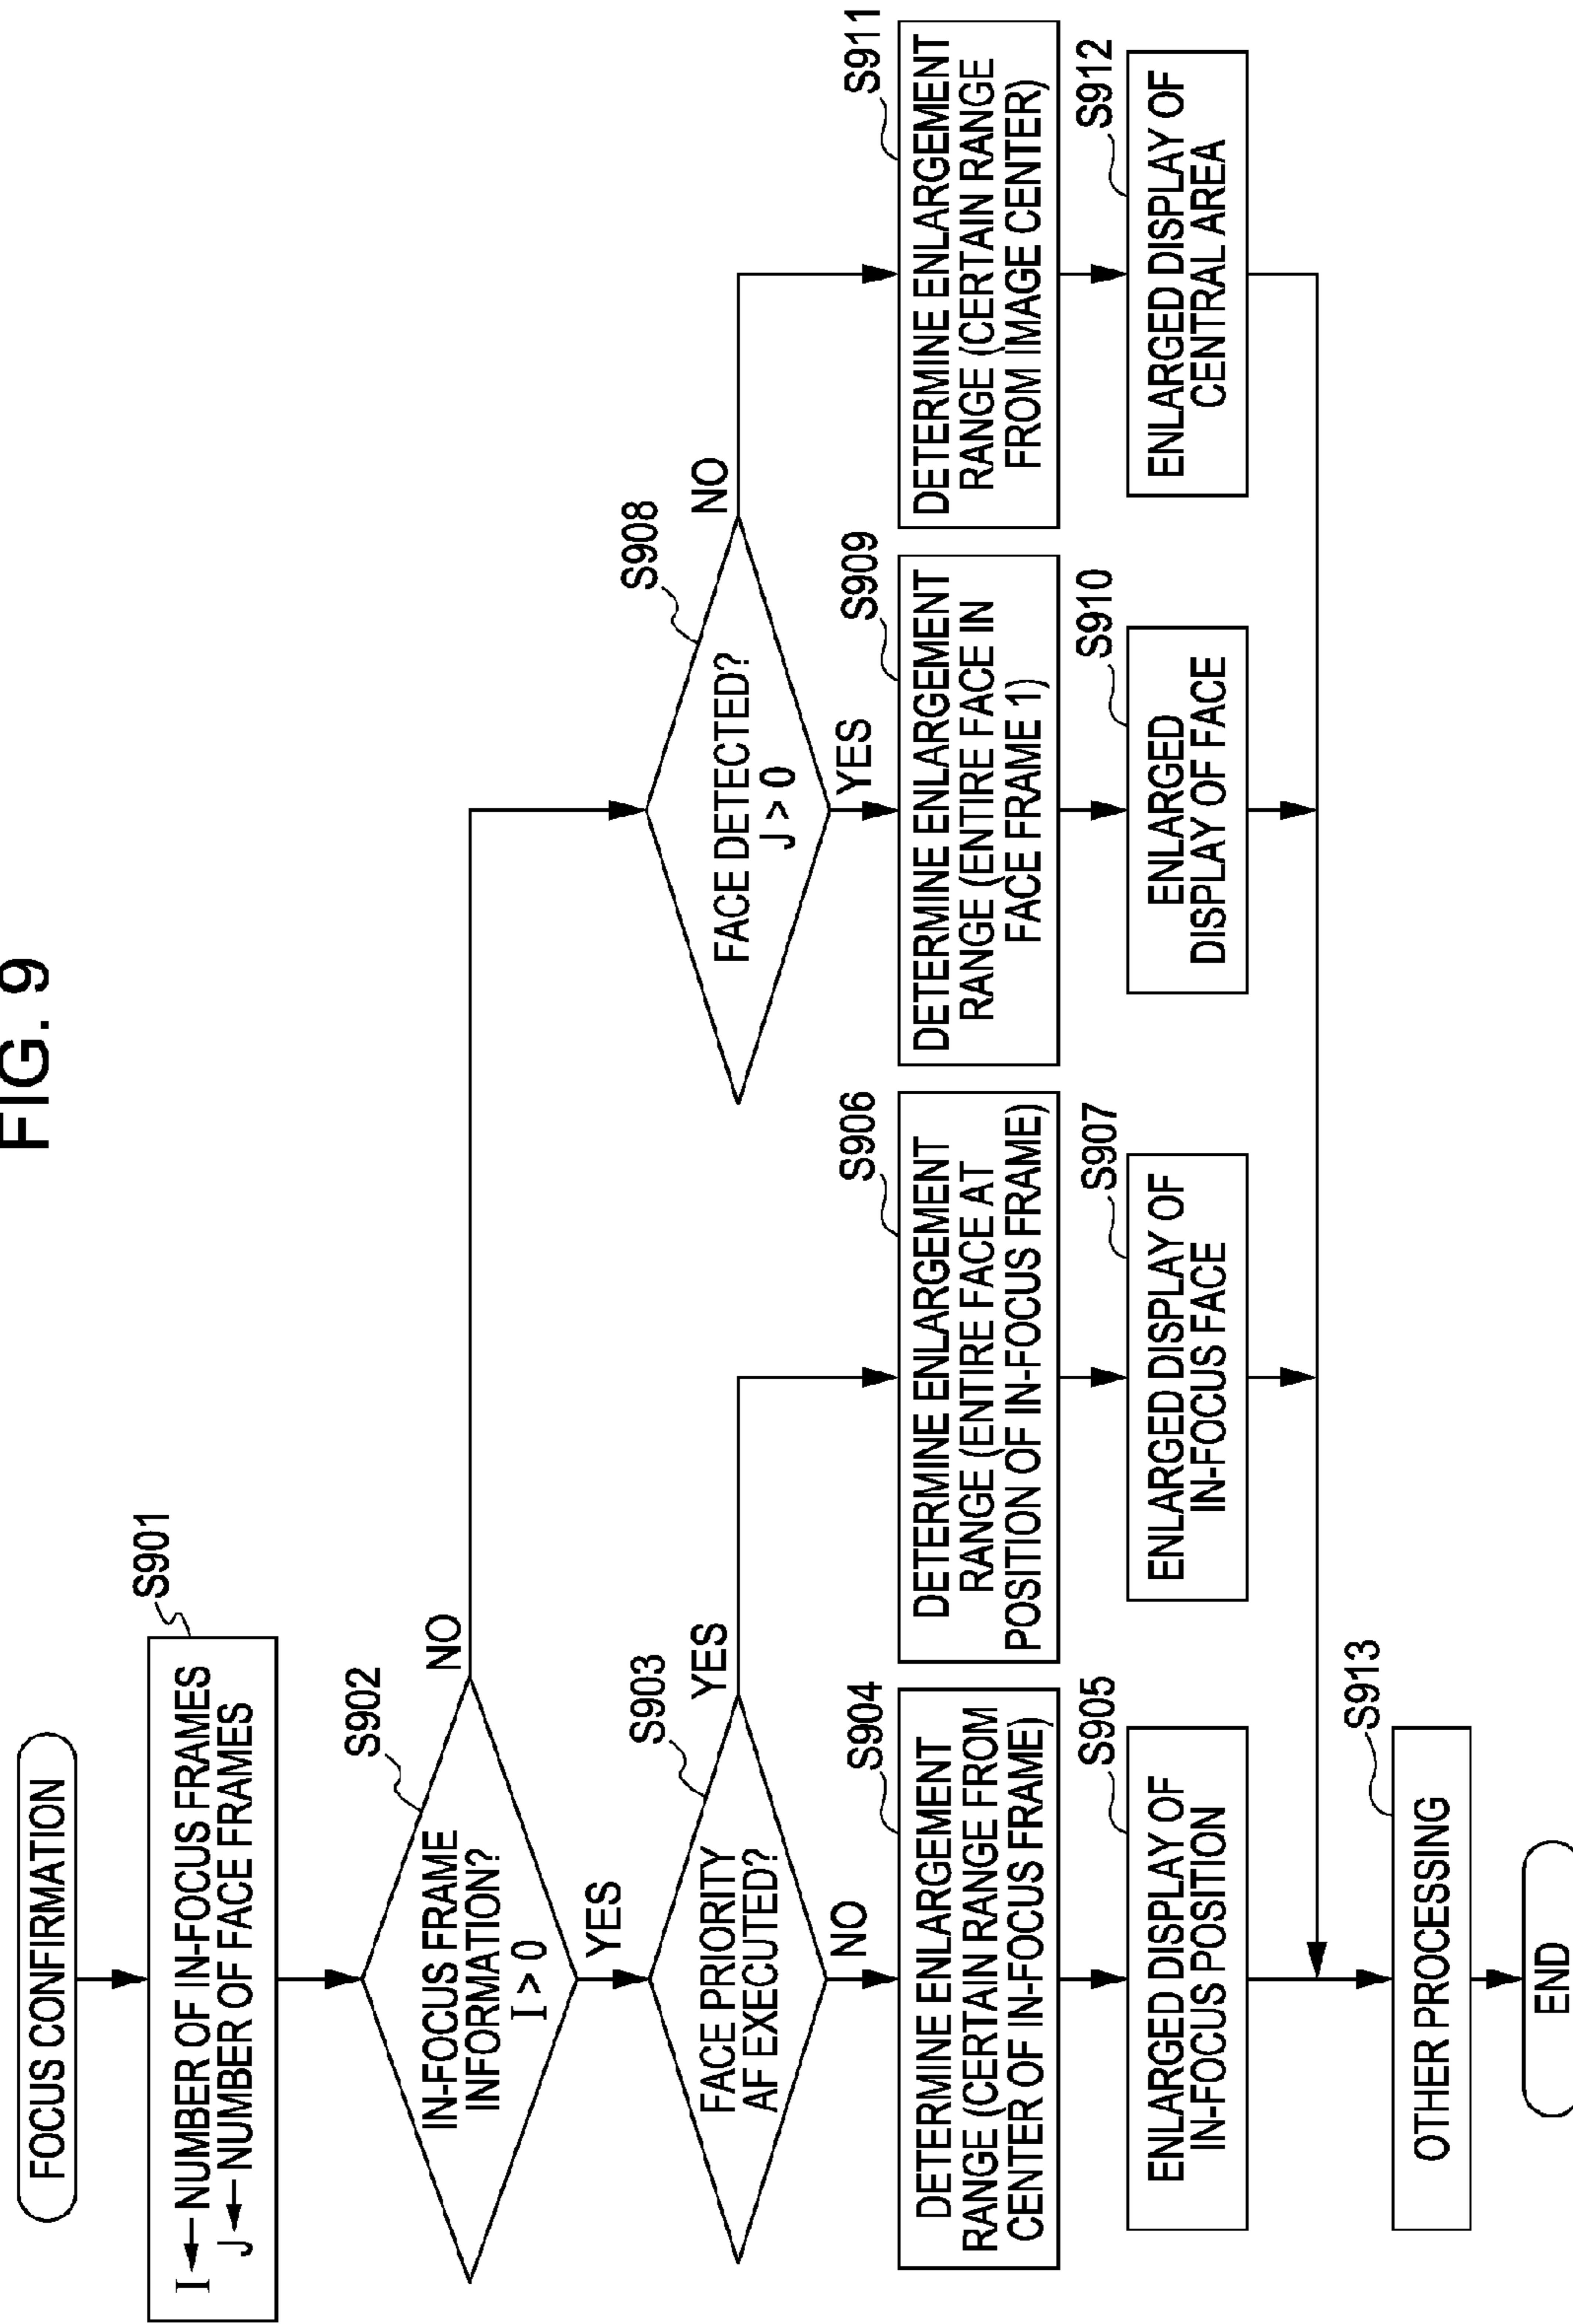 FIG. 9
FOCUS CONFIRMATION
S901
I ← NUMBER OF IN-FOCUS FRAMES
J ← NUMBER OF FACE FRAMES
S902
IN-FOCUS FRAME
INFORMATION?
I > 0
NO
YES
S903
FACE PRIORITY
AF EXECUTED?
YES
NO
S908
FACE DETECTED?
J > 0
NO
YES
S904
DETERMINE ENLARGEMENT
RANGE (CERTAIN RANGE FROM
CENTER OF IN-FOCUS FRAME)
S906
DETERMINE ENLARGEMENT
RANGE (ENTIRE FACE AT
POSITION OF IN-FOCUS FRAME)
S909
DETERMINE ENLARGEMENT
RANGE (ENTIRE FACE IN
FACE FRAME 1)
S911
DETERMINE ENLARGEMENT
RANGE (CERTAIN RANGE
FROM IMAGE CENTER)
S905
ENLARGED DISPLAY OF
IN-FOCUS POSITION
S907
ENLARGED DISPLAY OF
IN-FOCUS FACE
S910
ENLARGED
DISPLAY OF FACE
S912
ENLARGED DISPLAY OF
CENTRAL AREA
S913
OTHER PROCESSING
END